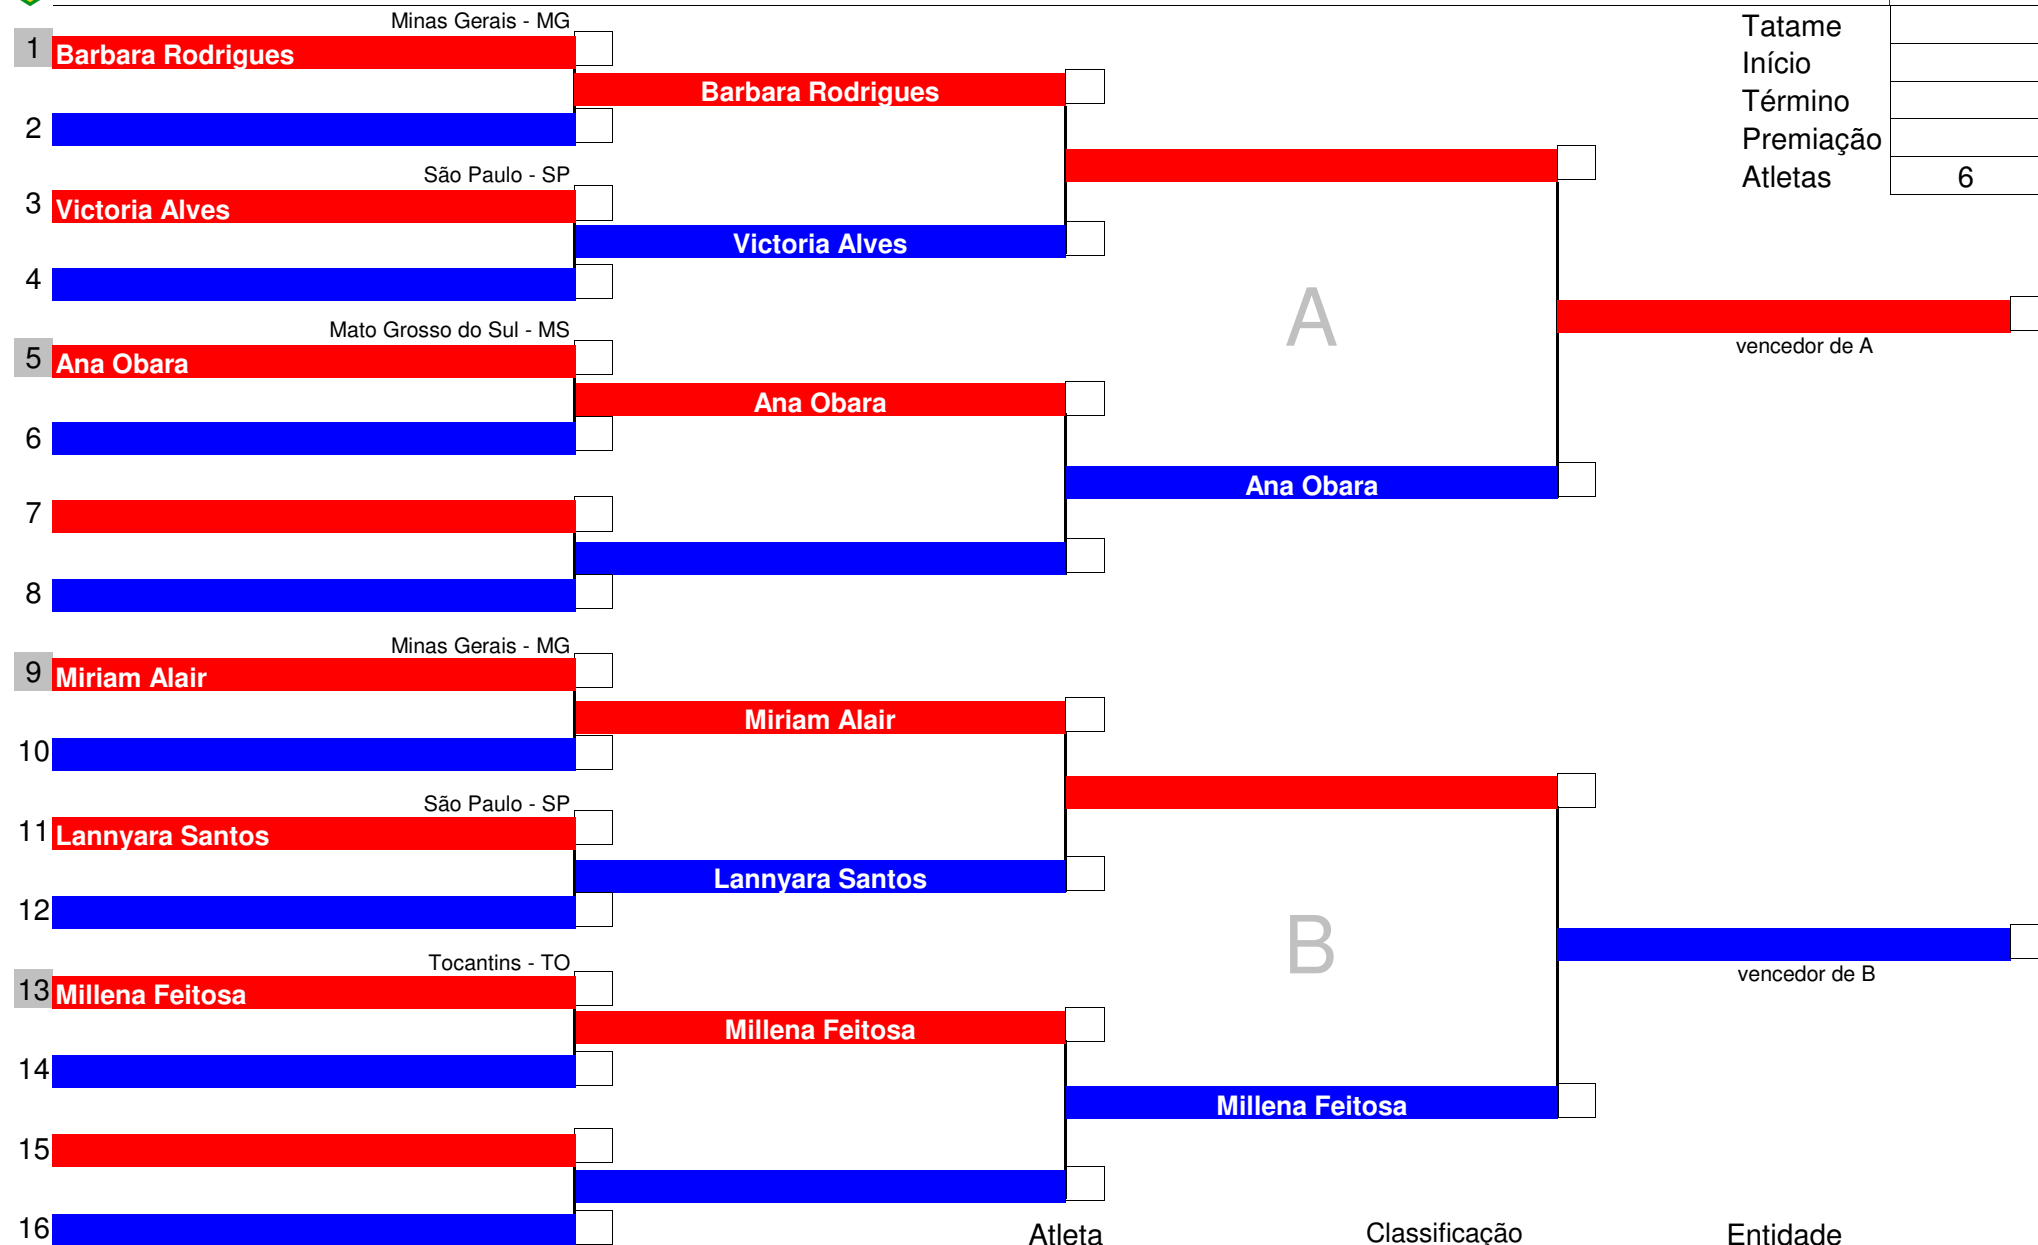 Minas Gerais - MG
Tatame
1 Barbara Rodrigues
Início
Barbara Rodrigues
Término
2
Premiação
São Paulo - SP
Atletas 6
3 Victoria Alves
Victoria Alves
4
A
Mato Grosso do Sul - MS
vencedor de A
5 Ana Obara
Ana Obara
6
Ana Obara
7
8
Minas Gerais - MG
9 Miriam Alair
Miriam Alair
10
São Paulo - SP
11 Lannyara Santos
Lannyara Santos
12
B
Tocantins - TO
vencedor de B
13 Millena Feitosa
Millena Feitosa
14
Millena Feitosa
15
16
Atleta Classificação Entidade